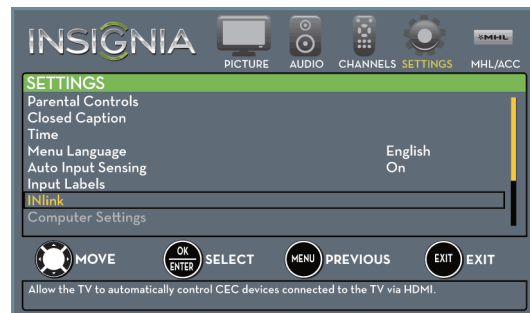 INSIGNIA
PICTURE AUDIO CHANNELS SETTINGS MHL MHL/ACC
SETTINGS
Parental Controls
Closed Caption
Time
Menu Language English
Auto Input Sensing On
Input Labels
INlink
Computer Settings
MOVE OK ENTER SELECT MENU PREVIOUS EXIT EXIT
Allow the TV to automatically control CEC devices connected to the TV via HDMI.